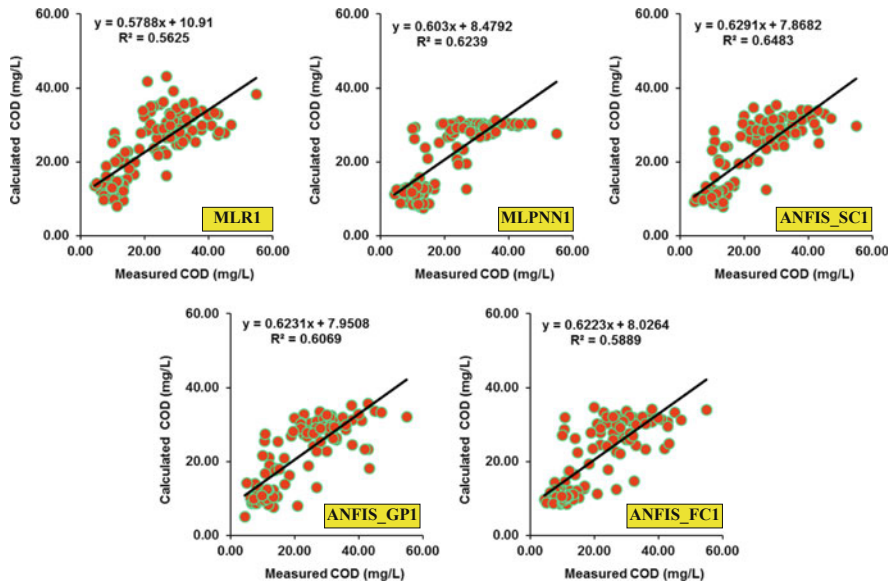 y = 0.5788x + 10.91
R² = 0.5625
60.00
40.00
20.00
0.00
Calculated COD (mg/L)
MLR1
0.00 20.00 40.00 60.00
Measured COD (mg/L)
y = 0.603x + 8.4792
R² = 0.6239
60.00
40.00
20.00
0.00
Calculated COD (mg/L)
MLPNN1
0.00 20.00 40.00 60.00
Measured COD (mg/L)
y = 0.6291x + 7.8682
R² = 0.6483
60.00
40.00
20.00
0.00
Calculated COD (mg/L)
ANFIS_SC1
0.00 20.00 40.00 60.00
Measured COD (mg/L)
y = 0.6231x + 7.9508
R² = 0.6069
60.00
40.00
20.00
0.00
Calculated COD (mg/L)
ANFIS_GP1
0.00 20.00 40.00 60.00
Measured COD (mg/L)
y = 0.6223x + 8.0264
R² = 0.5889
60.00
40.00
20.00
0.00
Calculated COD (mg/L)
ANFIS_FC1
0.00 20.00 40.00 60.00
Measured COD (mg/L)